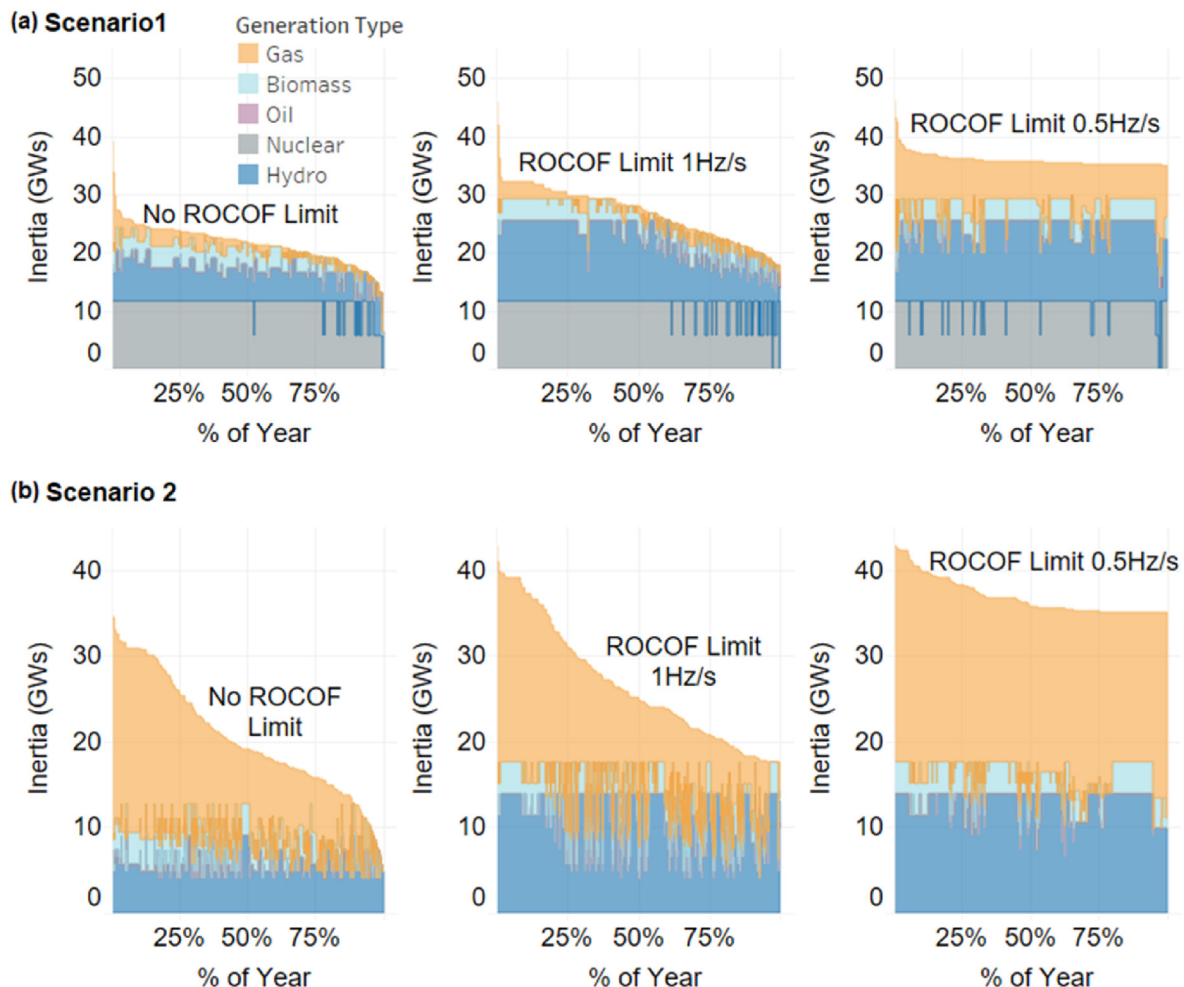 (a) Scenario1
Generation Type
Gas
Biomass
Oil
Nuclear
Hydro
Inertia (GWs)
50
40
30
20
10
0
No ROCOF Limit
25% 50% 75%
% of Year
Inertia (GWs)
50
40
30
20
10
0
ROCOF Limit 1Hz/s
25% 50% 75%
% of Year
Inertia (GWs)
50
40
30
20
10
0
ROCOF Limit 0.5Hz/s
25% 50% 75%
% of Year
(b) Scenario 2
Inertia (GWs)
40
30
20
10
0
No ROCOF
Limit
25% 50% 75%
% of Year
Inertia (GWs)
40
30
20
10
0
ROCOF Limit
1Hz/s
25% 50% 75%
% of Year
Inertia (GWs)
40
30
20
10
0
ROCOF Limit 0.5Hz/s
25% 50% 75%
% of Year